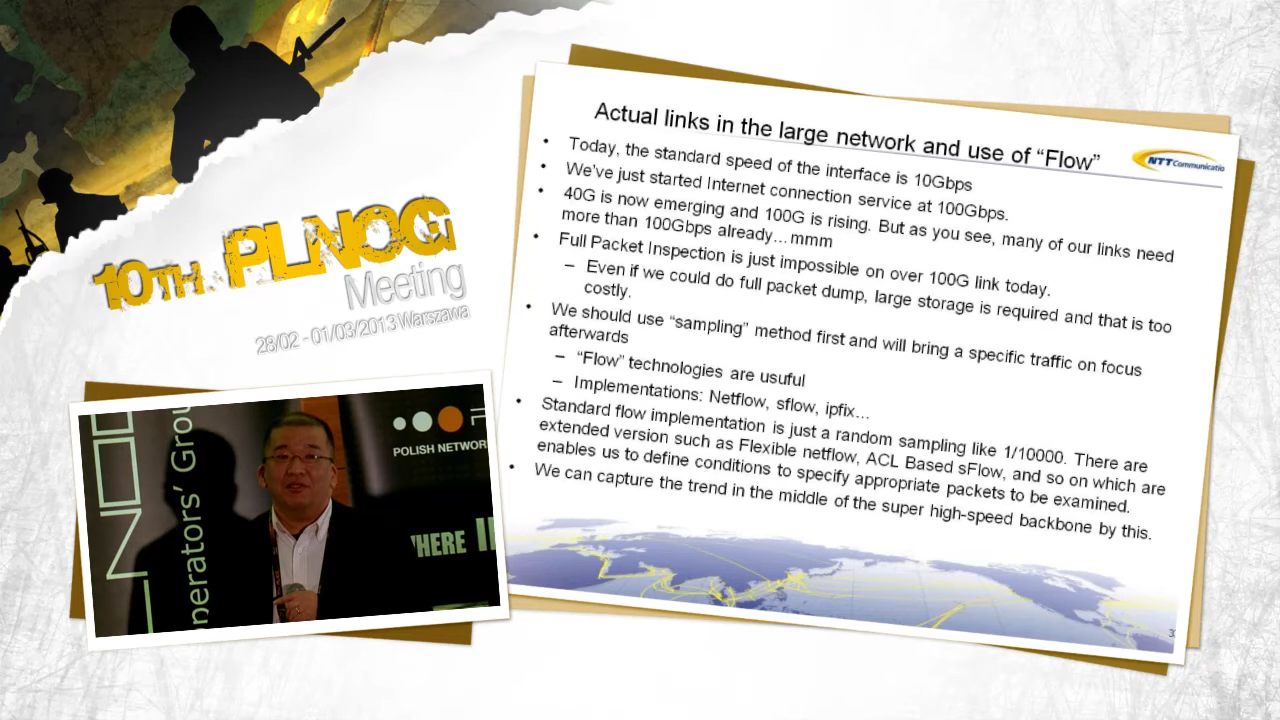 10TH PLNOG
Meeting
28/02 - 01/03/2013 Warszawa
Actual links in the large network and use of “Flow”
NTT Communicatio
• Today, the standard speed of the interface is 10Gbps
• We’ve just started Internet connection service at 100Gbps.
• 40G is now emerging and 100G is rising. But as you see, many of our links need
more than 100Gbps already…mmm
• Full Packet Inspection is just impossible on over 100G link today.
– Even if we could do full packet dump, large storage is required and that is too
costly.
• We should use “sampling” method first and will bring a specific traffic on focus
afterwards
– “Flow” technologies are usuful
– Implementations: Netflow, sflow, ipfix…
• Standard flow implementation is just a random sampling like 1/10000. There are
extended version such as Flexible netflow, ACL Based sFlow, and so on which are
enables us to define conditions to specify appropriate packets to be examined.
• We can capture the trend in the middle of the super high-speed backbone by this.
perators’ Grou
POLISH NETWOR
HERE